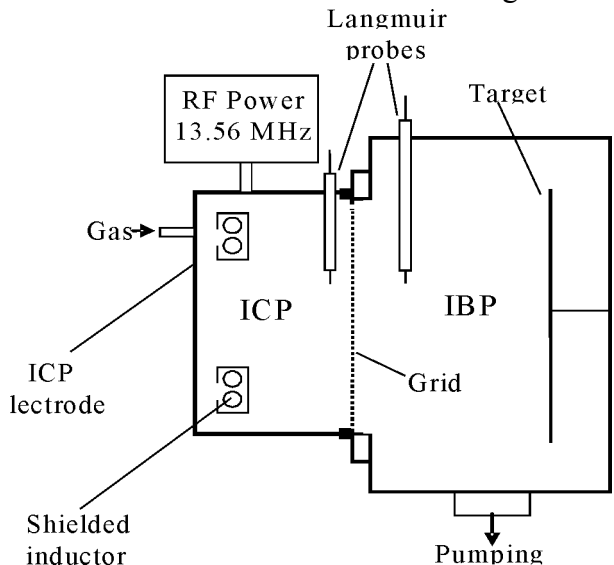 Langmuir
probes
RF Power
13.56 MHz
Target
Gas
ICP
IBP
Grid
ICP
lectrode
Shielded
inductor
Pumping